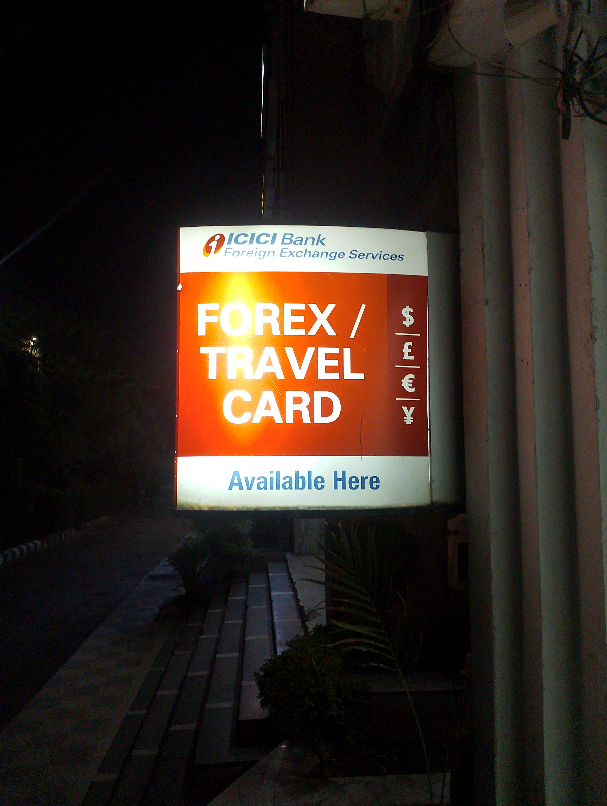 ICICI Bank
Foreign Exchange Services
FOREX /
TRAVEL
CARD
$
£
€
¥
Available Here